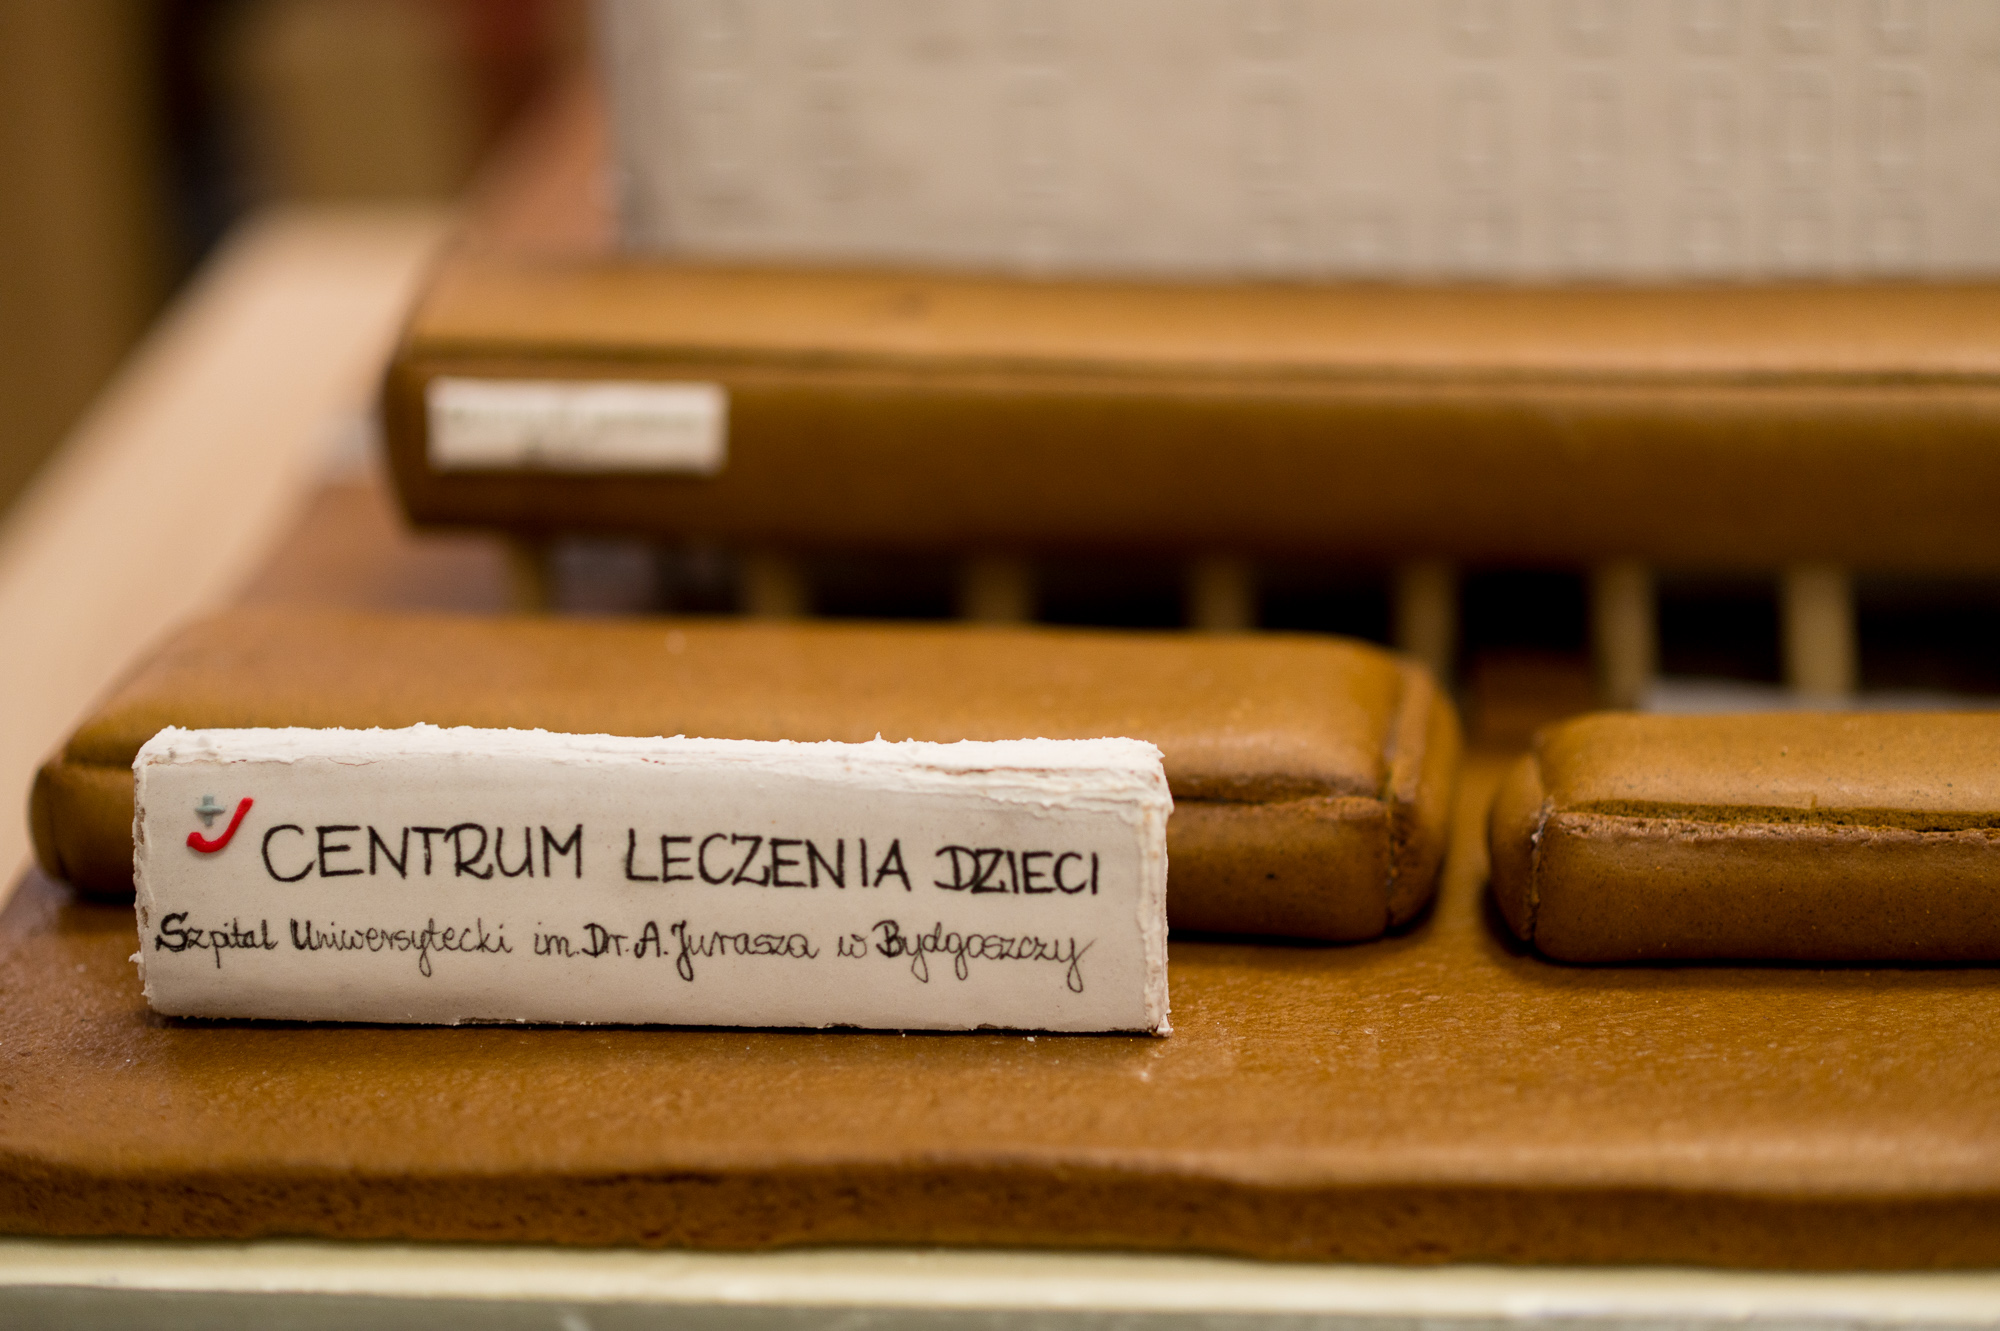 CENTRUM LECZENIA DZIECI
Szpital Uniwersytecki im. Dr. A. Jurasza w Bydgoszczy